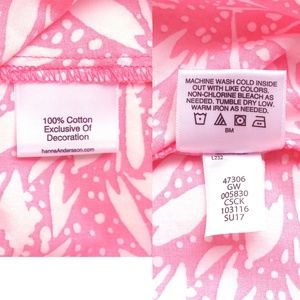 100% Cotton
Exclusive Of
Decoration
hannaAndersson.com
MACHINE WASH COLD INSIDE
OUT WITH LIKE COLORS.
NON-CHLORINE BLEACH AS
NEEDED. TUMBLE DRY LOW.
WARM IRON AS NEEDED.
BM
L232
47306
GW
005830
CSCK
103116
SU17